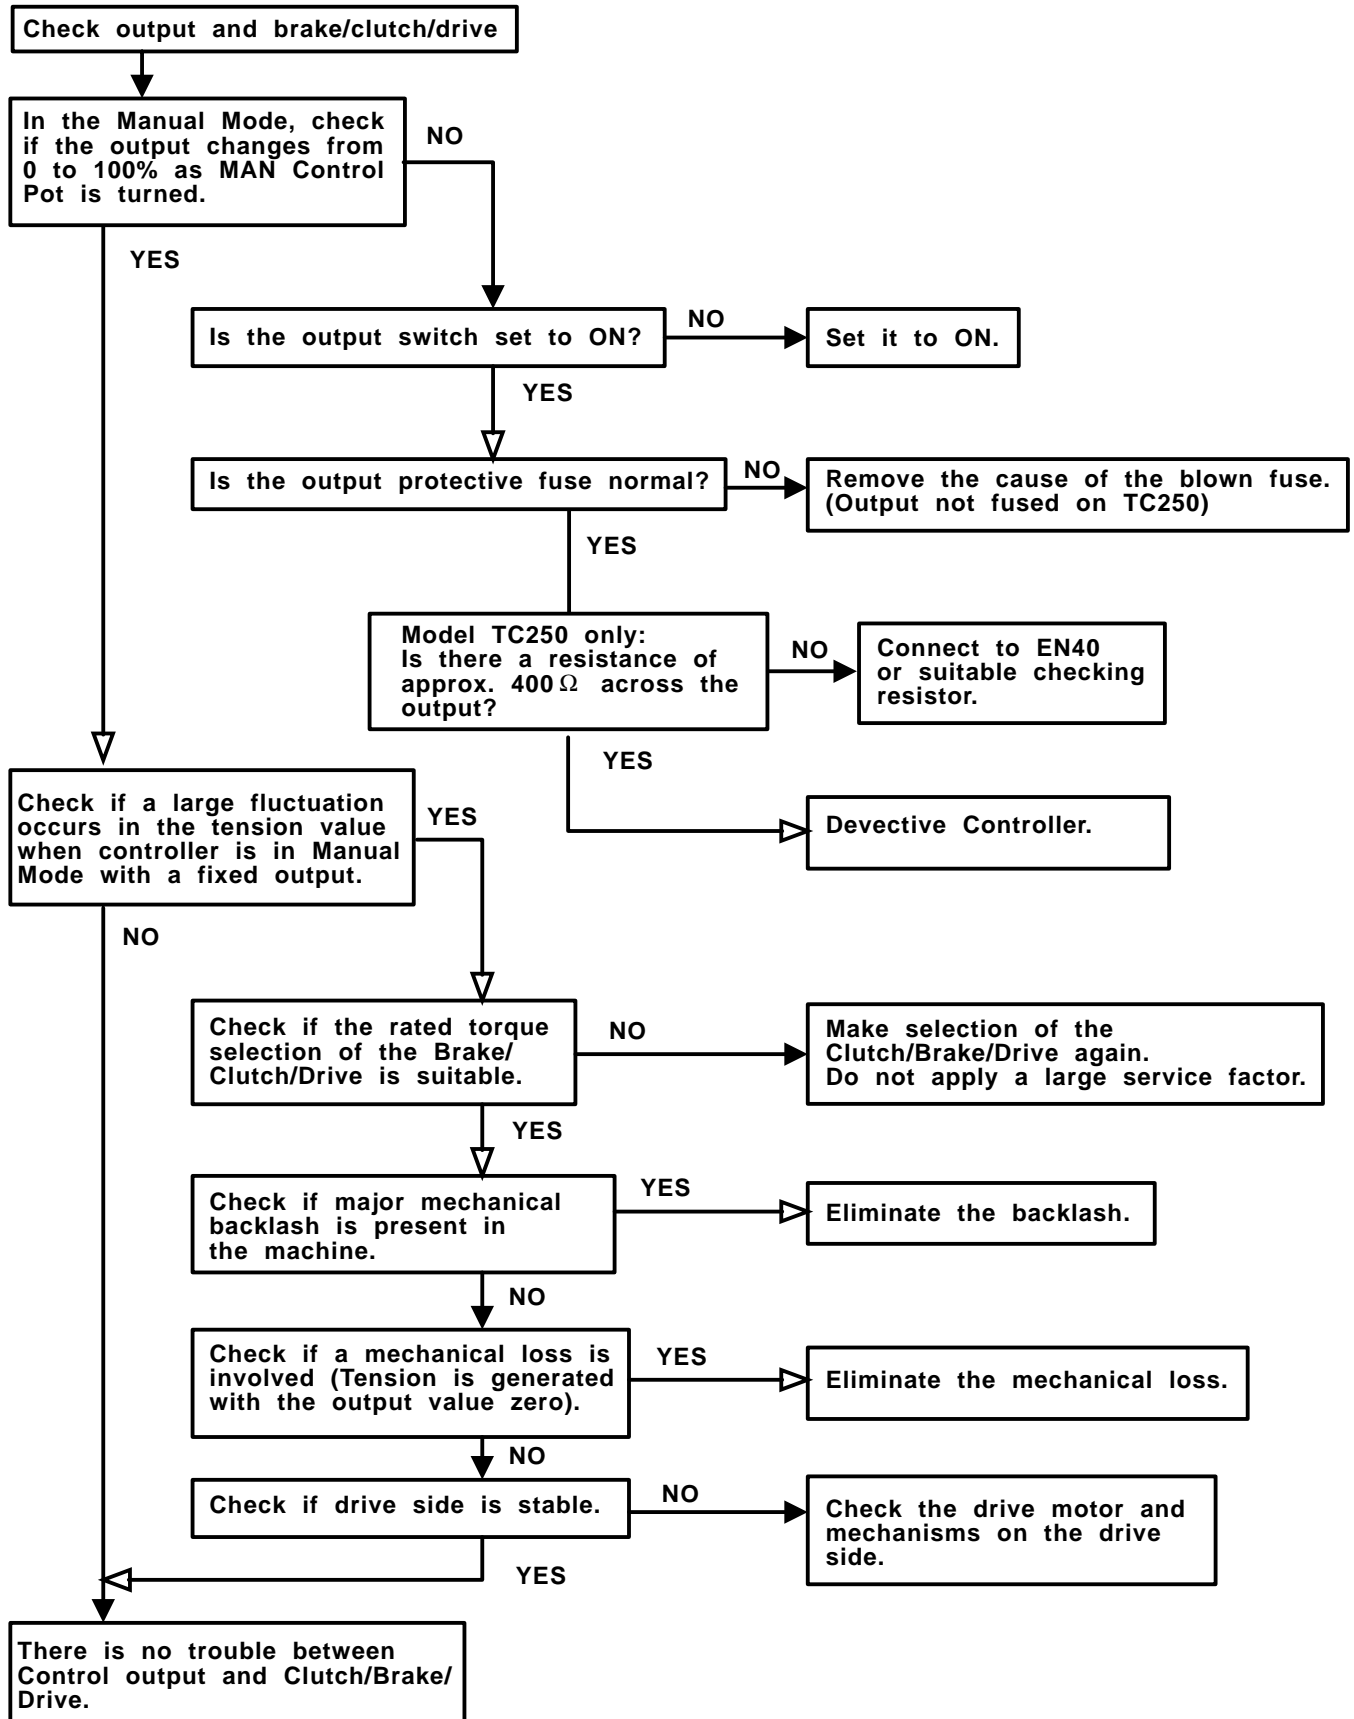 Check output and brake/clutch/drive
In the Manual Mode, check
if the output changes from
0 to 100% as MAN Control
Pot is turned.
NO
YES
Is the output switch set to ON?
NO
Set it to ON.
YES
Is the output protective fuse normal?
NO
Remove the cause of the blown fuse.
(Output not fused on TC250)
YES
Model TC250 only:
Is there a resistance of
approx. 400 Ω across the
output?
NO
Connect to EN40
or suitable checking
resistor.
YES
Devective Controller.
Check if a large fluctuation
occurs in the tension value
when controller is in Manual
Mode with a fixed output.
YES
NO
Check if the rated torque
selection of the Brake/
Clutch/Drive is suitable.
NO
Make selection of the
Clutch/Brake/Drive again.
Do not apply a large service factor.
YES
Check if major mechanical
backlash is present in
the machine.
YES
Eliminate the backlash.
NO
Check if a mechanical loss is
involved (Tension is generated
with the output value zero).
YES
Eliminate the mechanical loss.
NO
Check if drive side is stable.
NO
Check the drive motor and
mechanisms on the drive
side.
YES
There is no trouble between
Control output and Clutch/Brake/
Drive.